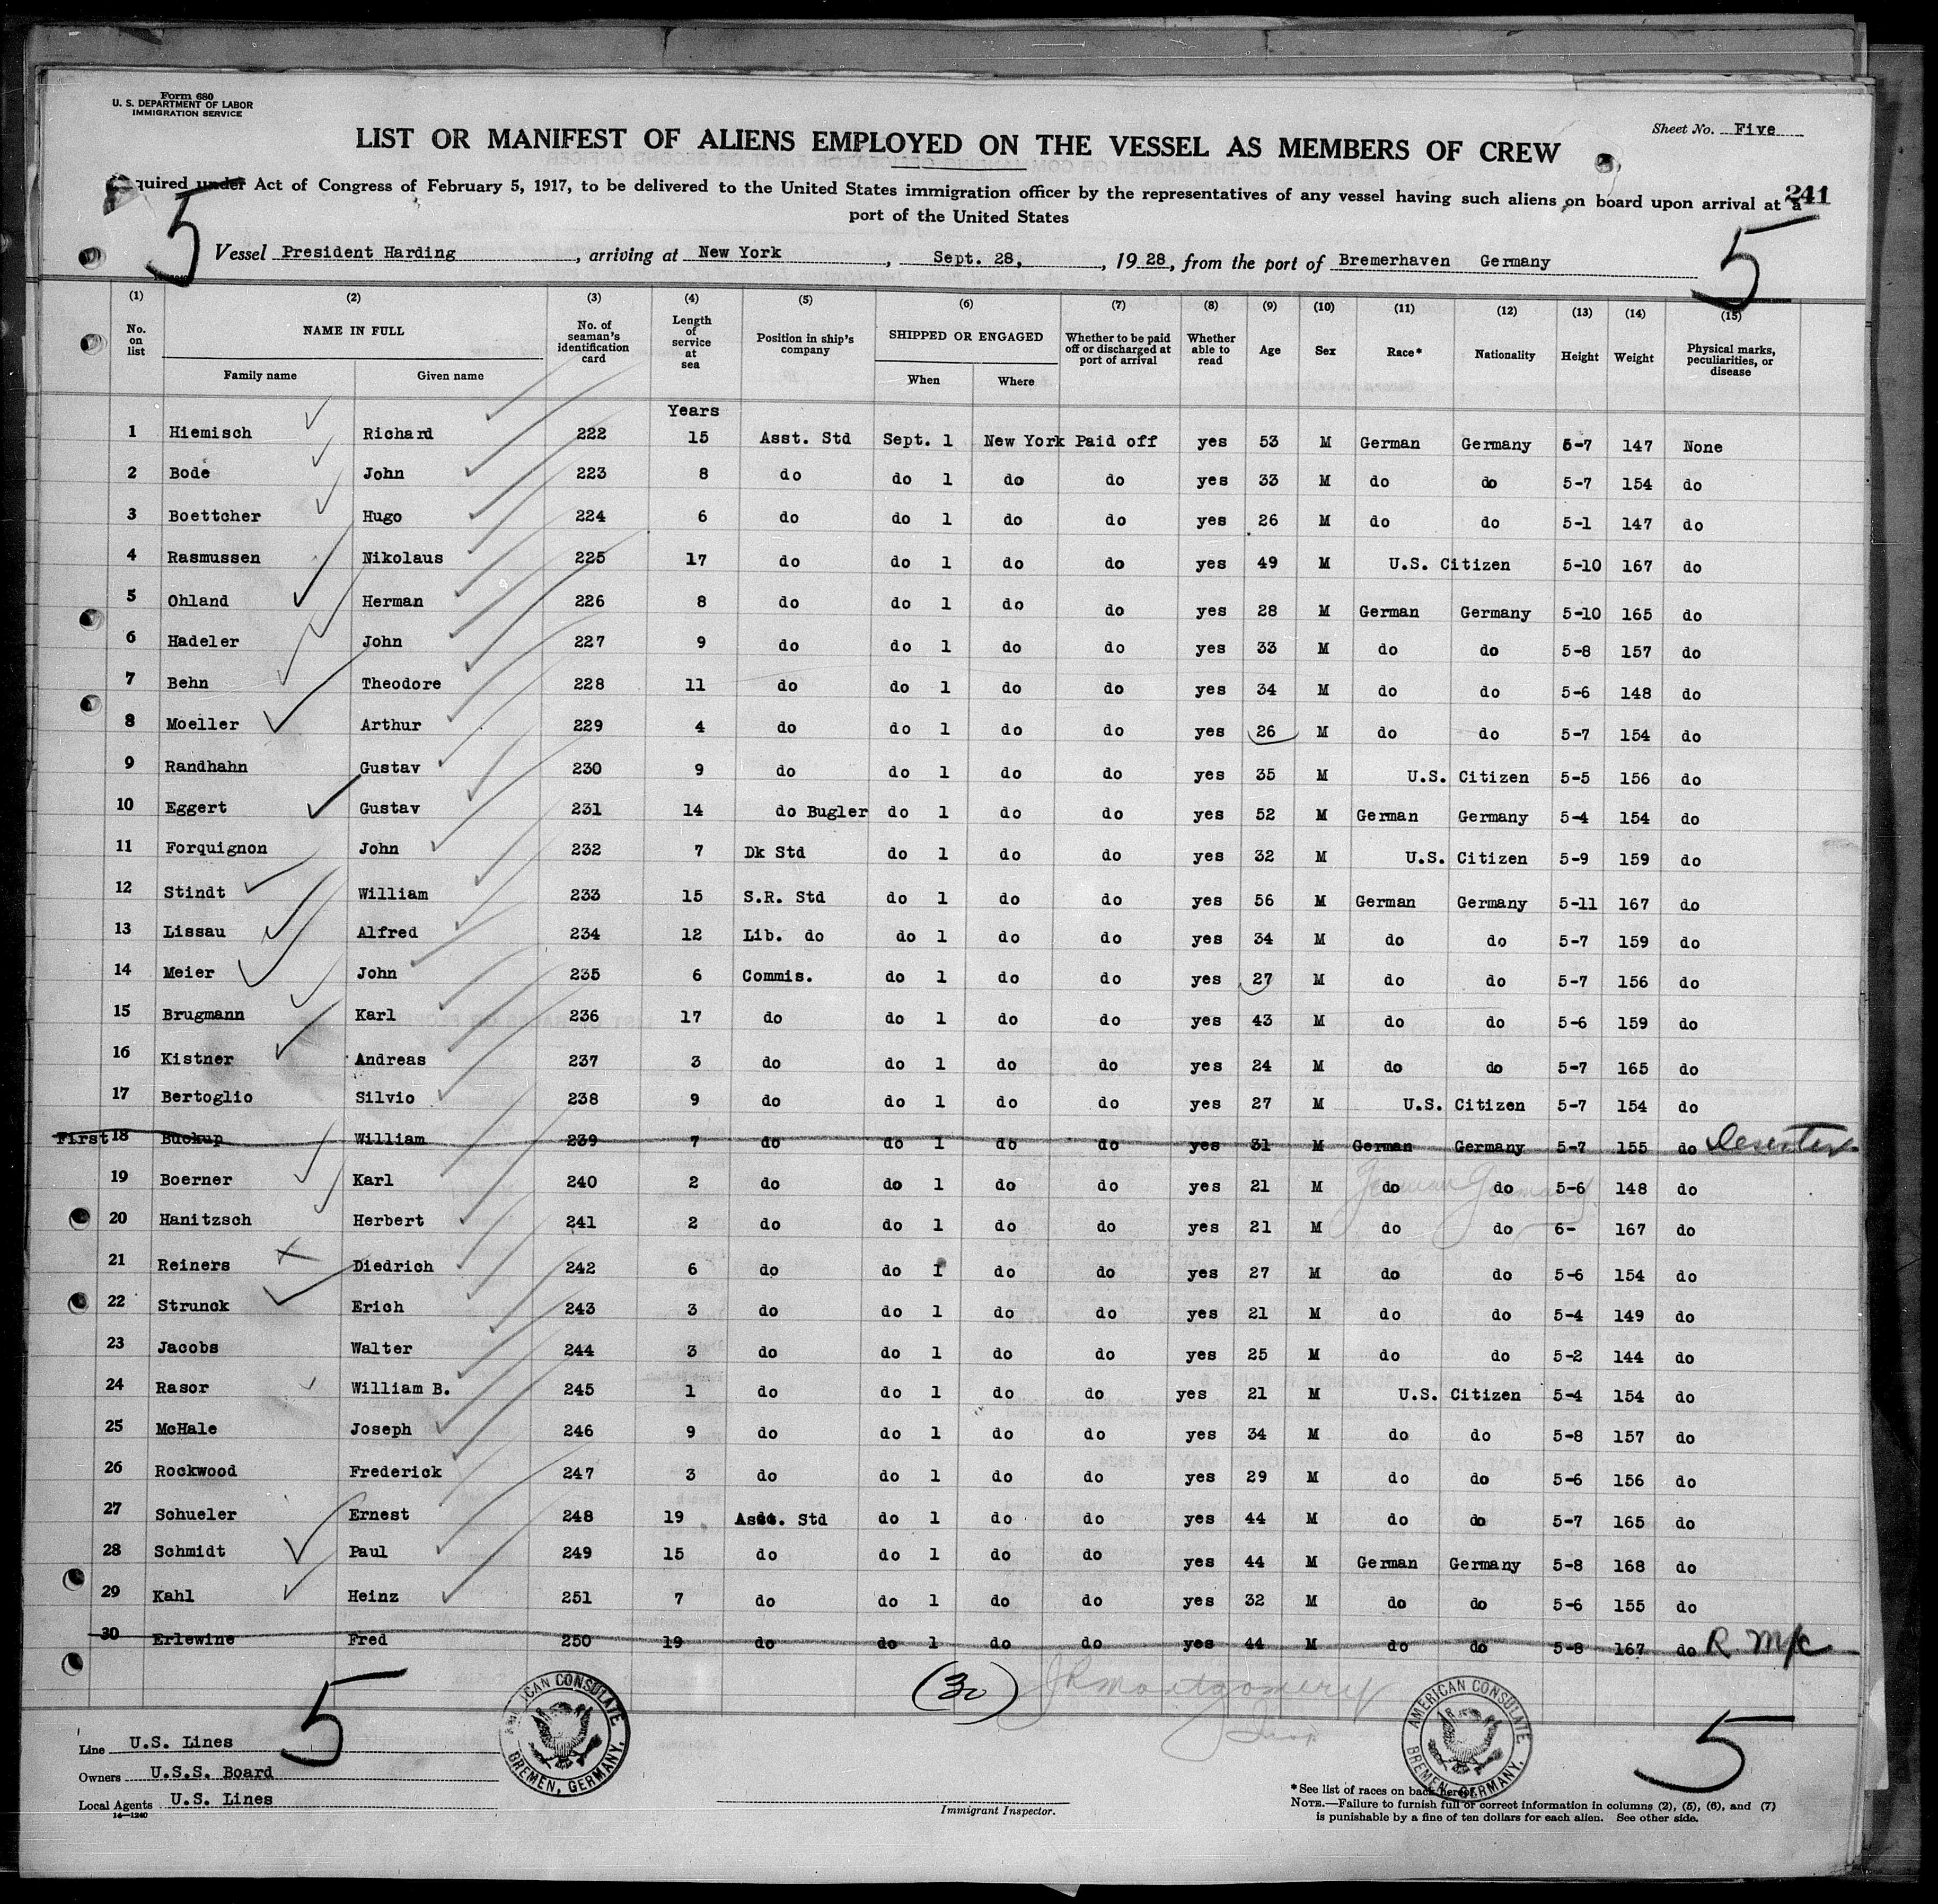 Form 680
U. S. DEPARTMENT OF LABOR
IMMIGRATION SERVICE
Sheet No. Five
LIST OR MANIFEST OF ALIENS EMPLOYED ON THE VESSEL AS MEMBERS OF CREW
quired under Act of Congress of February 5, 1917, to be delivered to the United States immigration officer by the representatives of any vessel having such aliens on board upon arrival at a
241
port of the United States
5 5
Vessel President Harding, arriving at New York, Sept. 28, 1928, from the port of Bremerhaven Germany
(1) (2) (3) (4) (5) (6) (7) (8) (9) (10) (11) (12) (13) (14) (15)
No. on list NAME IN FULL No. of seaman's identification card Length of service at sea Position in ship's company SHIPPED OR ENGAGED Whether to be paid off or discharged at port of arrival Whether able to read Age Sex Race* Nationality Height Weight Physical marks, peculiarities, or disease
Family name Given name When Where
Years
1 Hiemisch Richard 222 15 Asst. Std Sept. 1 New York Paid off yes 53 M German Germany 5-7 147 None
2 Bode John 223 8 do do 1 do do yes 33 M do do 5-7 154 do
3 Boettcher Hugo 224 6 do do 1 do do yes 26 M do do 5-1 147 do
4 Rasmussen Nikolaus 225 17 do do 1 do do yes 49 M U.S. Citizen 5-10 167 do
5 Ohland Herman 226 8 do do 1 do do yes 28 M German Germany 5-10 165 do
6 Hadeler John 227 9 do do 1 do do yes 33 M do do 5-8 157 do
7 Behn Theodore 228 11 do do 1 do do yes 34 M do do 5-6 148 do
8 Moeller Arthur 229 4 do do 1 do do yes 26 M do do 5-7 154 do
9 Randhahn Gustav 230 9 do do 1 do do yes 35 M U.S. Citizen 5-5 156 do
10 Eggert Gustav 231 14 do Bugler do 1 do do yes 52 M German Germany 5-4 154 do
11 Forquignon John 232 7 Dk Std do 1 do do yes 32 M U.S. Citizen 5-9 159 do
12 Stindt William 233 15 S.R. Std do 1 do do yes 56 M German Germany 5-11 167 do
13 Lissau Alfred 234 12 Lib. do do 1 do do yes 34 M do do 5-7 159 do
14 Meier John 235 6 Commis. do 1 do do yes 27 M do do 5-7 156 do
15 Brugmann Karl 236 17 do do 1 do do yes 43 M do do 5-6 159 do
16 Kistner Andreas 237 3 do do 1 do do yes 24 M do do 5-7 165 do
17 Bertoglio Silvio 238 9 do do 1 do do yes 27 M U.S. Citizen 5-7 154 do
First 18 Buckup William 239 7 do do 1 do do yes 31 M German Germany 5-7 155 do
19 Boerner Karl 240 2 do do 1 do do yes 21 M do do 5-6 148 do
German Germany
20 Hanitzsch Herbert 241 2 do do 1 do do yes 21 M do do 6- 167 do
21 Reiners Diedrich 242 6 do do 1 do do yes 27 M do do 5-6 154 do
22 Strunck Erich 243 3 do do 1 do do yes 21 M do do 5-4 149 do
23 Jacobs Walter 244 3 do do 1 do do yes 25 M do do 5-2 144 do
24 Rasor William B. 245 1 do do 1 do do yes 21 M U.S. Citizen 5-4 154 do
25 McHale Joseph 246 9 do do 1 do do yes 34 M do do 5-8 157 do
26 Rockwood Frederick 247 3 do do 1 do do yes 29 M do do 5-6 156 do
27 Schueler Ernest 248 19 Asst. Std do 1 do do yes 44 M do do 5-7 165 do
28 Schmidt Paul 249 15 do do 1 do do yes 44 M German Germany 5-8 168 do
29 Kahl Heinz 251 7 do do 1 do do yes 32 M do do 5-6 155 do
30 Erlewine Fred 250 19 do do 1 do do yes 44 M do do 5-8 167 do
(30) JRMontgomery
5 5
AMERICAN CONSULATE BREMEN, GERMANY.
AMERICAN CONSULATE BREMEN, GERMANY.
Line U.S. Lines
Owners U.S.S. Board
Local Agents U.S. Lines
14—1240
Immigrant Inspector.
*See list of races on back hereof.
NOTE.—Failure to furnish full or correct information in columns (2), (5), (6), and (7)
is punishable by a fine of ten dollars for each alien. See other side.